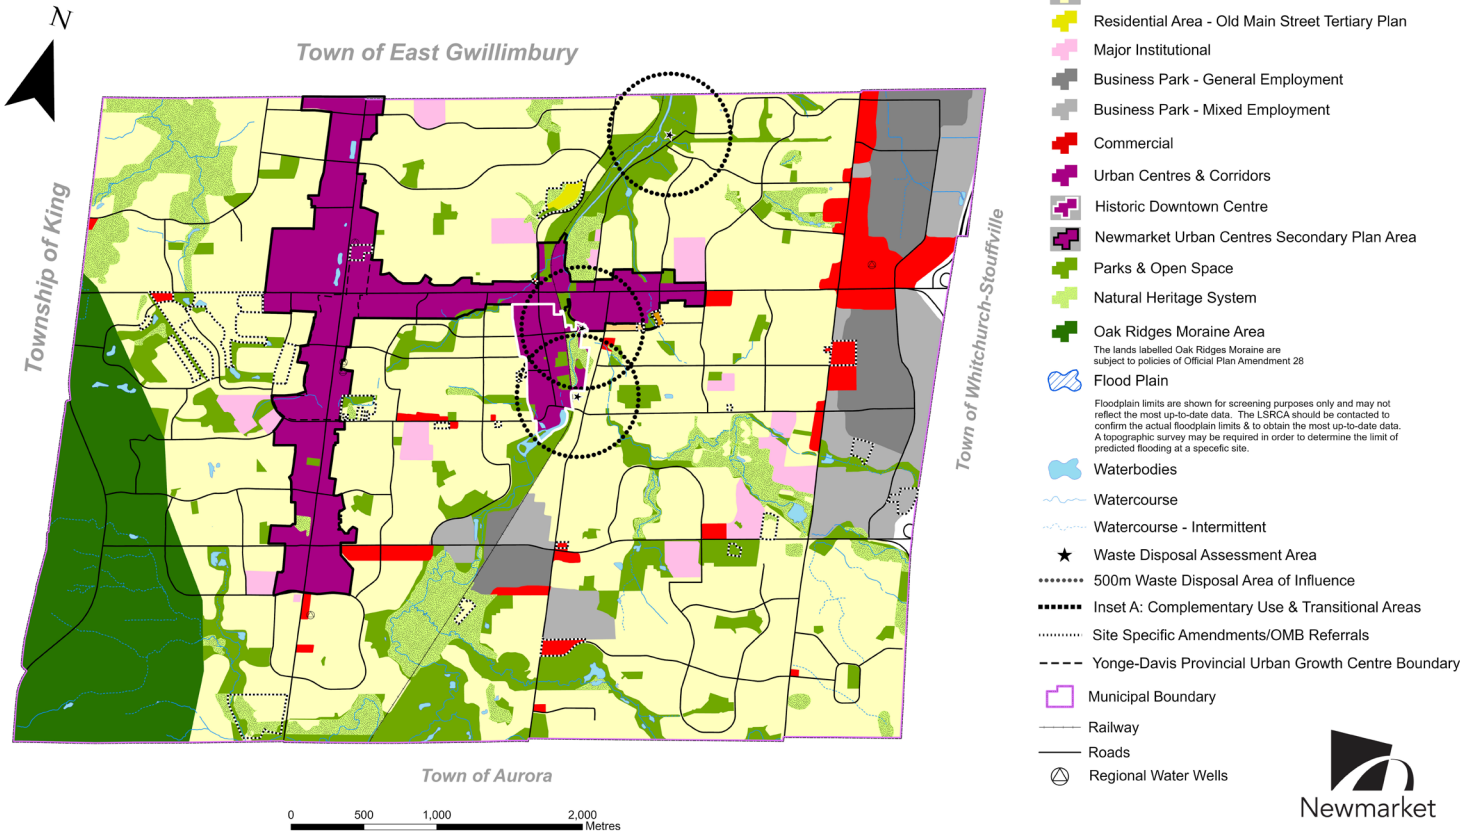 N
Town of East Gwillimbury
Township of King
Town of Whitchurch-Stouffville
Town of Aurora
0 500 1,000 2,000
Metres
Residential Area - Old Main Street Tertiary Plan
Major Institutional
Business Park - General Employment
Business Park - Mixed Employment
Commercial
Urban Centres & Corridors
Historic Downtown Centre
Newmarket Urban Centres Secondary Plan Area
Parks & Open Space
Natural Heritage System
Oak Ridges Moraine Area
The lands labelled Oak Ridges Moraine are
subject to policies of Official Plan Amendment 28
Flood Plain
Floodplain limits are shown for screening purposes only and may not
reflect the most up-to-date data. The LSRCA should be contacted to
confirm the actual floodplain limits & to obtain the most up-to-date data.
A topographic survey may be required in order to determine the limit of
predicted flooding at a specefic site.
Waterbodies
Watercourse
Watercourse - Intermittent
Waste Disposal Assessment Area
500m Waste Disposal Area of Influence
Inset A: Complementary Use & Transitional Areas
Site Specific Amendments/OMB Referrals
Yonge-Davis Provincial Urban Growth Centre Boundary
Municipal Boundary
Railway
Roads
Regional Water Wells
Newmarket